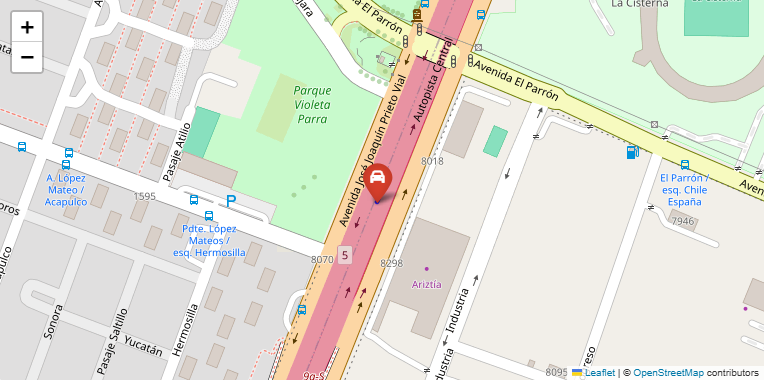 +
−
Avenida El Parrón
La Cisterna
Autopista Central
Avenida El Parrón
Parque
Violeta
Parra
Avenida José Joaquín Prieto Vial
Pasaje Atilio
8018
A. López
Mateo /
Acapulco
1595
P
El Parrón /
esq. Chile
España
7946
Pdte. López
Mateos /
esq. Hermosilla
8070
5
8298
Ariztía
Industria
Sonora
Pasaje Saltillo
Yucatán
Hermosilla
9a-S
8095
Leaflet | © OpenStreetMap contributors